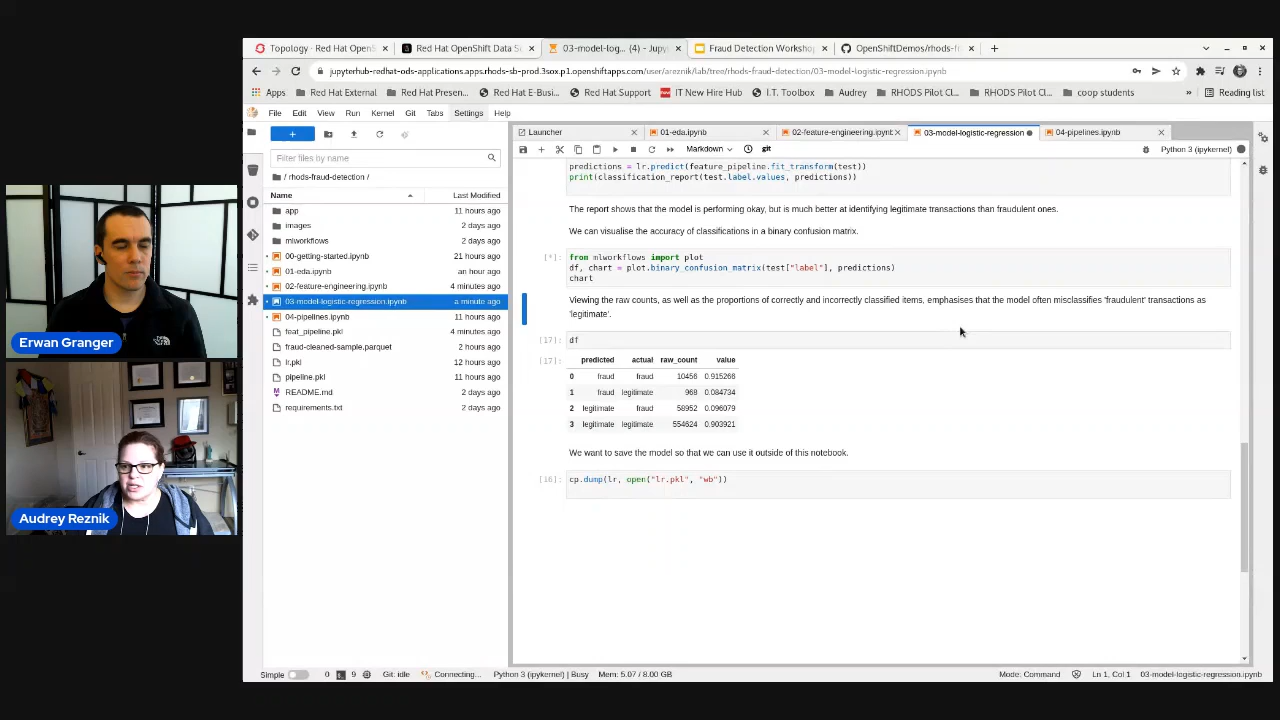 Topology · Red Hat OpenS
Red Hat OpenShift Data S
03-model-log... (4) - Jupy
Fraud Detection Workshop
OpenShiftDemos/rhods-fr
jupyterhub-redhat-ods-applications.apps.rhods-sb-prod.3sox.p1.openshiftapps.com/user/areznik/lab/tree/rhods-fraud-detection/03-model-logistic-regression.ipynb
Apps Red Hat External Red Hat Presen... Red Hat E-Busi... Red Hat Support IT New Hire Hub I.T. Toolbox Audrey RHODS Pilot Cl... RHODS Pilot Cl... coop students » Reading list
File Edit View Run Kernel Git Tabs Settings Help
Launcher
01-eda.ipynb
02-feature-engineering.ipynb
03-model-logistic-regression
04-pipelines.ipynb
Markdown
git
Python 3 (ipykernel)
Filter files by name
/ rhods-fraud-detection /
Name Last Modified
app 11 hours ago
images 2 days ago
mlworkflows 2 days ago
00-getting-started.ipynb 21 hours ago
01-eda.ipynb an hour ago
02-feature-engineering.ipynb 4 minutes ago
03-model-logistic-regression.ipynb a minute ago
04-pipelines.ipynb 11 hours ago
feat_pipeline.pkl 4 minutes ago
fraud-cleaned-sample.parquet 2 hours ago
lr.pkl 12 hours ago
pipeline.pkl 11 hours ago
README.md 2 days ago
requirements.txt 2 days ago
predictions = lr.predict(feature_pipeline.fit_transform(test))
print(classification_report(test.label.values, predictions))
The report shows that the model is performing okay, but is much better at identifying legitimate transactions than fraudulent ones.
We can visualise the accuracy of classifications in a binary confusion matrix.
[*]: from mlworkflows import plot
df, chart = plot.binary_confusion_matrix(test["label"], predictions)
chart
Viewing the raw counts, as well as the proportions of correctly and incorrectly classified items, emphasises that the model often misclassifies 'fraudulent' transactions as
'legitimate'.
[17]: df
[17]: predicted actual raw_count value
0 fraud fraud 10456 0.915266
1 fraud legitimate 968 0.084734
2 legitimate fraud 58952 0.096079
3 legitimate legitimate 554624 0.903921
We want to save the model so that we can use it outside of this notebook.
[16]: cp.dump(lr, open("lr.pkl", "wb"))
Erwan Granger
Audrey Reznik
Simple 0 9 Git: idle Connecting... Python 3 (ipykernel) | Busy Mem: 5.07 / 8.00 GB Mode: Command Ln 1, Col 1 03-model-logistic-regression.ipynb